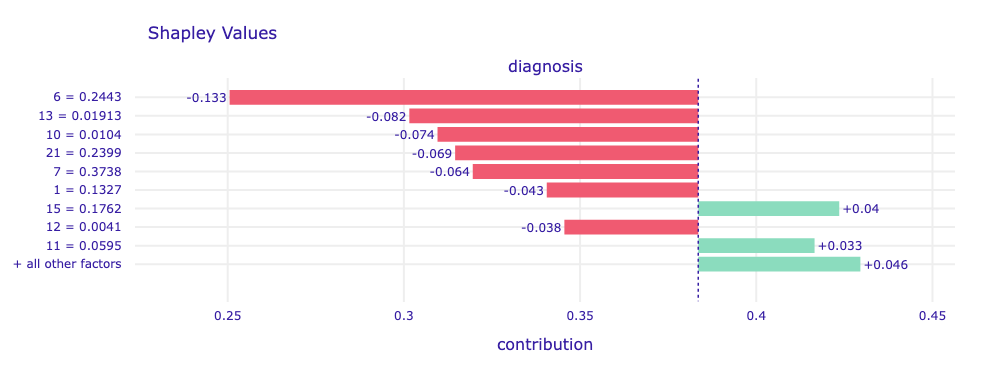 Shapley Values
diagnosis
6 = 0.2443
-0.133
13 = 0.01913
-0.082
10 = 0.0104
-0.074
21 = 0.2399
-0.069
7 = 0.3738
-0.064
1 = 0.1327
-0.043
15 = 0.1762
+0.04
12 = 0.0041
-0.038
11 = 0.0595
+0.033
+ all other factors
+0.046
0.25
0.3
0.35
0.4
0.45
contribution